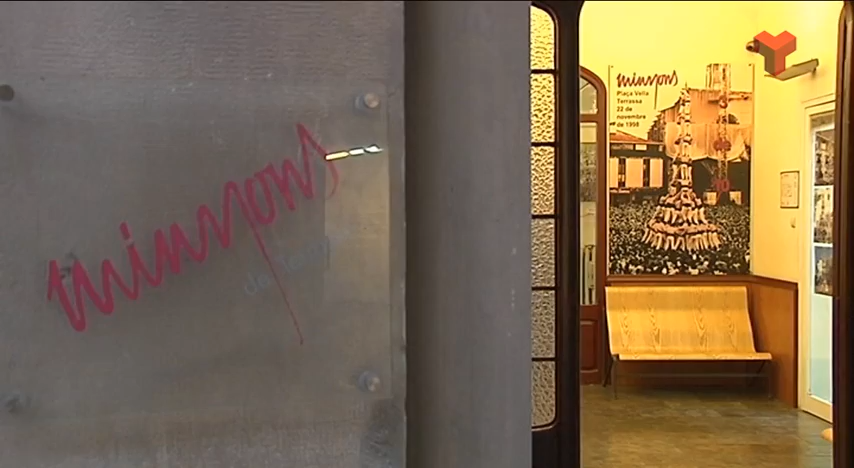 minyons
minyons
Plaça Vella
Terrassa
22 de
novembre
de 1998